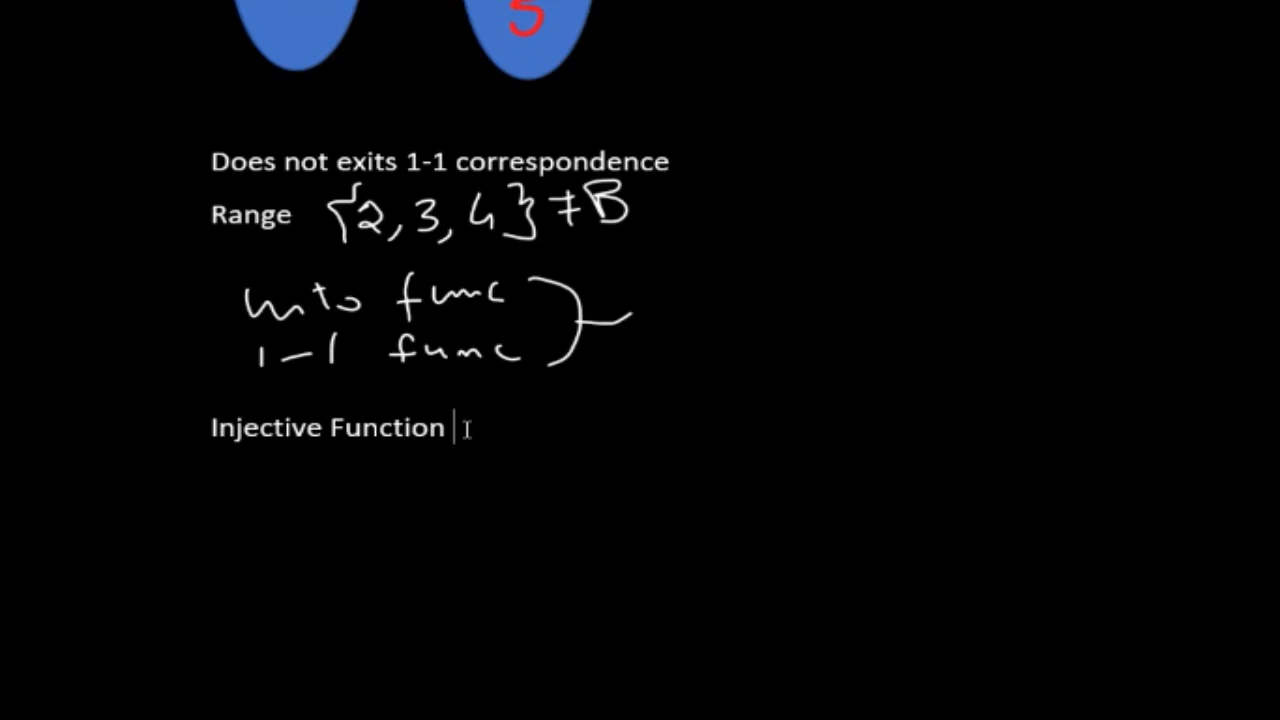 5
Does not exits 1-1 correspondence
Range {2, 3, 4} ≠ B
into func
1-1 func
Injective Function